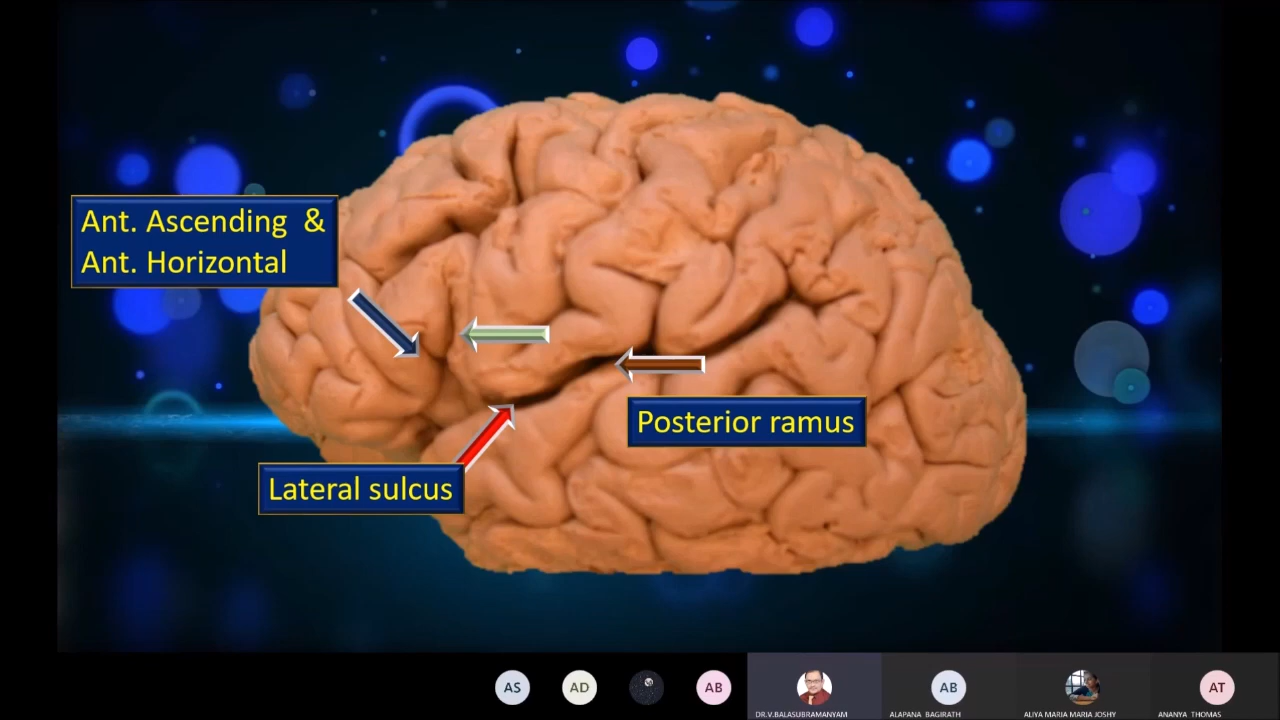 Ant. Ascending &
Ant. Horizontal
Posterior ramus
Lateral sulcus
AS
AD
AB
AB
AT
DR.V.BALASUBRAMANYAM
ALAPANA BAGIRATH
ALIYA MARIA MARIA JOSHY
ANANYA THOMAS